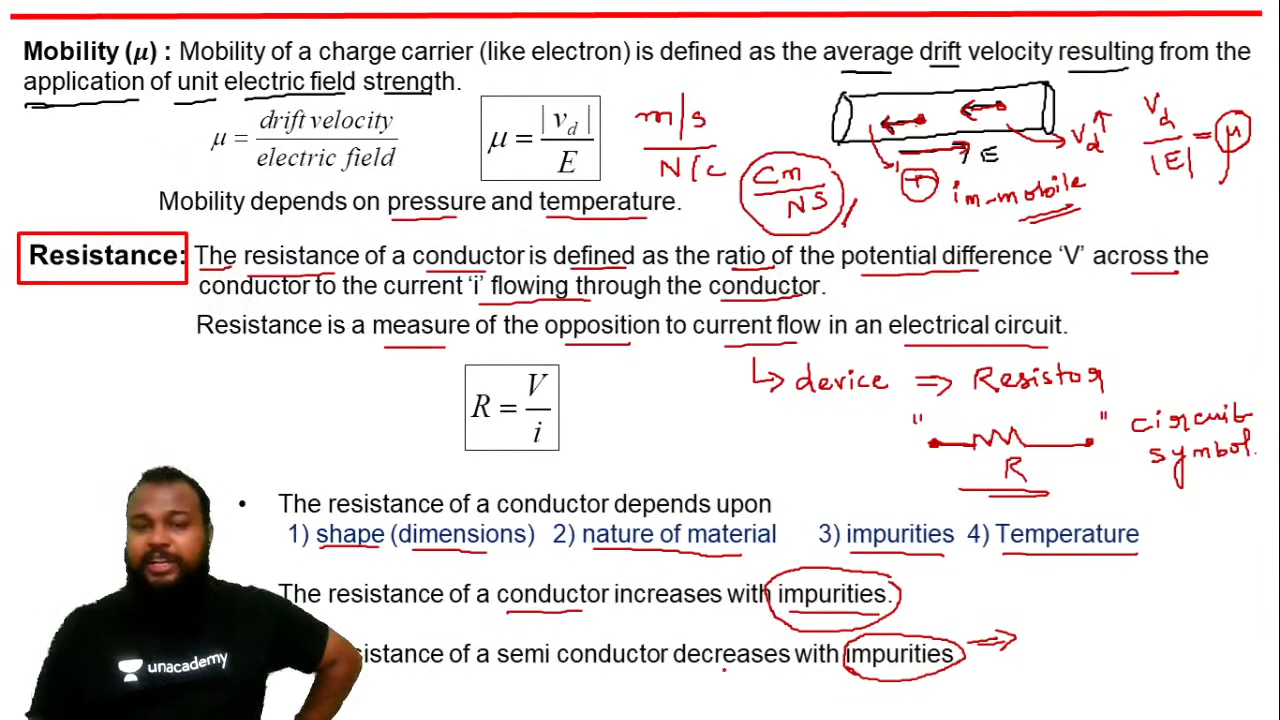 Mobility (μ) : Mobility of a charge carrier (like electron) is defined as the average drift velocity resulting from the
application of unit electric field strength.
μ = drift velocity / electric field
μ = |v_d| / E
m/s / N/C
Cm / NS
E
+
im-mobile
V_d ↑
V_d / |E| = μ
Mobility depends on pressure and temperature.
Resistance: The resistance of a conductor is defined as the ratio of the potential difference ‘V’ across the
conductor to the current ‘i’ flowing through the conductor.
Resistance is a measure of the opposition to current flow in an electrical circuit.
R = V / i
↳ device ⇒ Resistor
" "
R
circuit
symbol.
• The resistance of a conductor depends upon
1) shape (dimensions) 2) nature of material 3) impurities 4) Temperature
The resistance of a conductor increases with impurities.
istance of a semi conductor decreases with impurities ⇒
unacademy